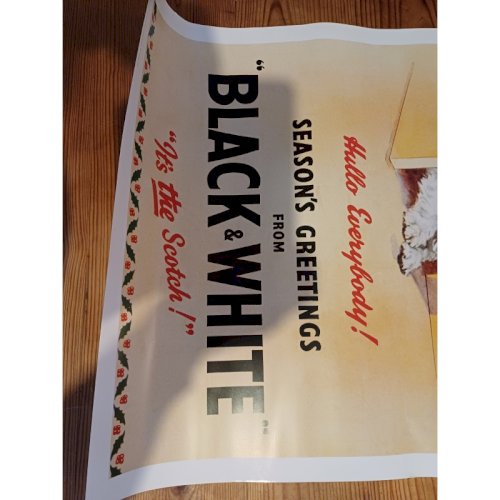 Hullo Everybody!
SEASON'S GREETINGS
FROM
"BLACK & WHITE"
"It's the Scotch!"